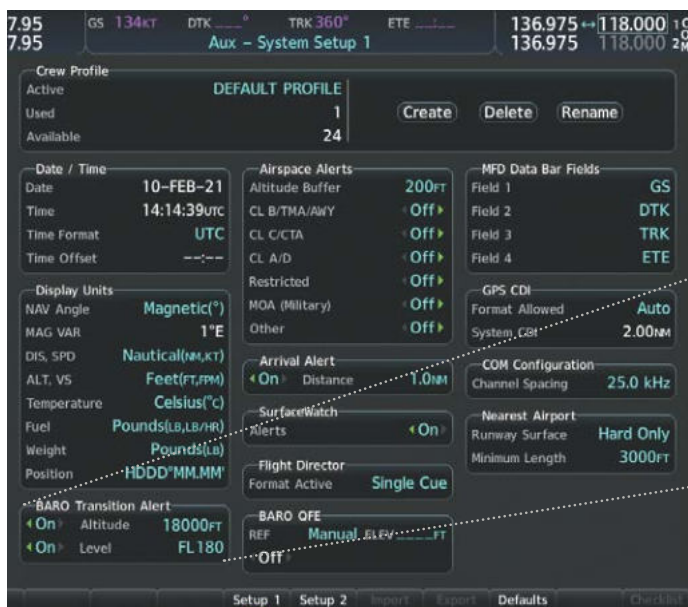 7.95 GS 134KT DTK ___° TRK 360° ETE __:__ 136.975 ↔ 118.000
7.95 Aux – System Setup 1 136.975 118.000
Crew Profile
Active DEFAULT PROFILE
Used 1 Create Delete Rename
Available 24
Date / Time
Date 10–FEB–21
Time 14:14:39UTC
Time Format UTC
Time Offset --:--
Display Units
NAV Angle Magnetic(°)
MAG VAR 1°E
DIS, SPD Nautical(NM,KT)
ALT, VS Feet(FT,FPM)
Temperature Celsius(°C)
Fuel Pounds(LB,LB/HR)
Weight Pounds(LB)
Position HDDD°MM.MM'
BARO Transition Alert
On Altitude 18000FT
On Level FL180
Airspace Alerts
Altitude Buffer 200FT
CL B/TMA/AWY Off
CL C/CTA Off
CL A/D Off
Restricted Off
MOA (Military) Off
Other Off
Arrival Alert
On Distance 1.0NM
SurfaceWatch
Alerts On
Flight Director
Format Active Single Cue
BARO QFE
REF Manual ELEV ____FT
Off
MFD Data Bar Fields
Field 1 GS
Field 2 DTK
Field 3 TRK
Field 4 ETE
GPS CDI
Format Allowed Auto
System CDI 2.00NM
COM Configuration
Channel Spacing 25.0 kHz
Nearest Airport
Runway Surface Hard Only
Minimum Length 3000FT
Setup 1 Setup 2 Import Export Defaults Checklist